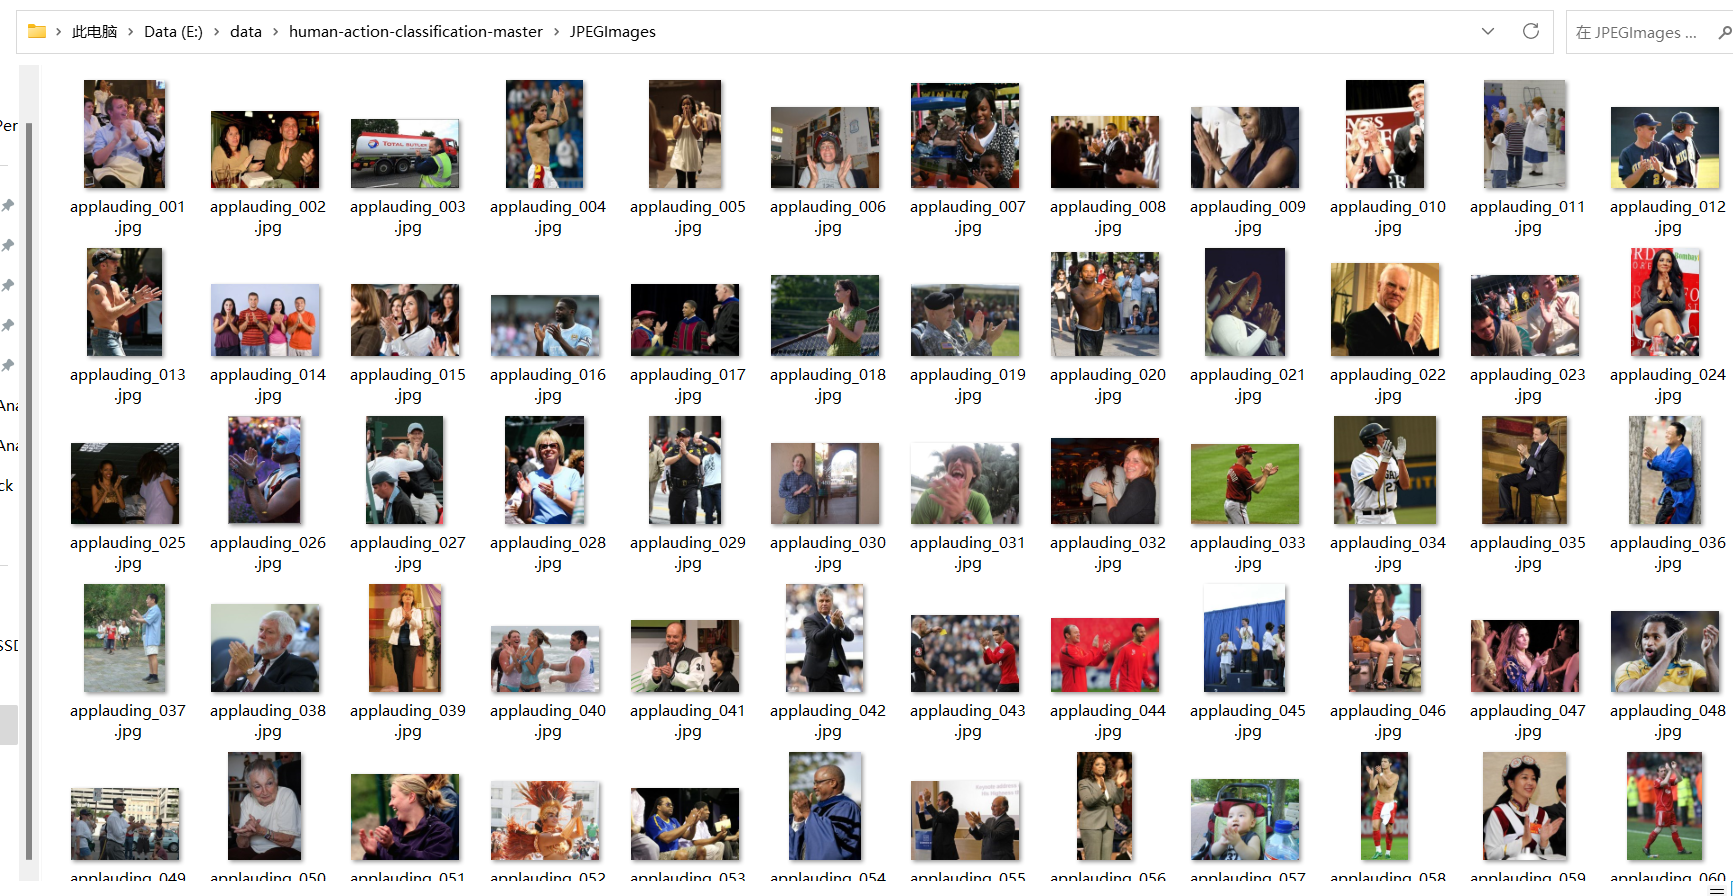 此电脑 > Data (E:) > data > human-action-classification-master > JPEGImages
在 JPEGImages ...
applauding_001.jpg
applauding_002.jpg
applauding_003.jpg
applauding_004.jpg
applauding_005.jpg
applauding_006.jpg
applauding_007.jpg
applauding_008.jpg
applauding_009.jpg
applauding_010.jpg
applauding_011.jpg
applauding_012.jpg
applauding_013.jpg
applauding_014.jpg
applauding_015.jpg
applauding_016.jpg
applauding_017.jpg
applauding_018.jpg
applauding_019.jpg
applauding_020.jpg
applauding_021.jpg
applauding_022.jpg
applauding_023.jpg
applauding_024.jpg
applauding_025.jpg
applauding_026.jpg
applauding_027.jpg
applauding_028.jpg
applauding_029.jpg
applauding_030.jpg
applauding_031.jpg
applauding_032.jpg
applauding_033.jpg
applauding_034.jpg
applauding_035.jpg
applauding_036.jpg
applauding_037.jpg
applauding_038.jpg
applauding_039.jpg
applauding_040.jpg
applauding_041.jpg
applauding_042.jpg
applauding_043.jpg
applauding_044.jpg
applauding_045.jpg
applauding_046.jpg
applauding_047.jpg
applauding_048.jpg
applauding_049
applauding_050
applauding_051
applauding_052
applauding_053
applauding_054
applauding_055
applauding_056
applauding_057
applauding_058
applauding_059
applauding_060